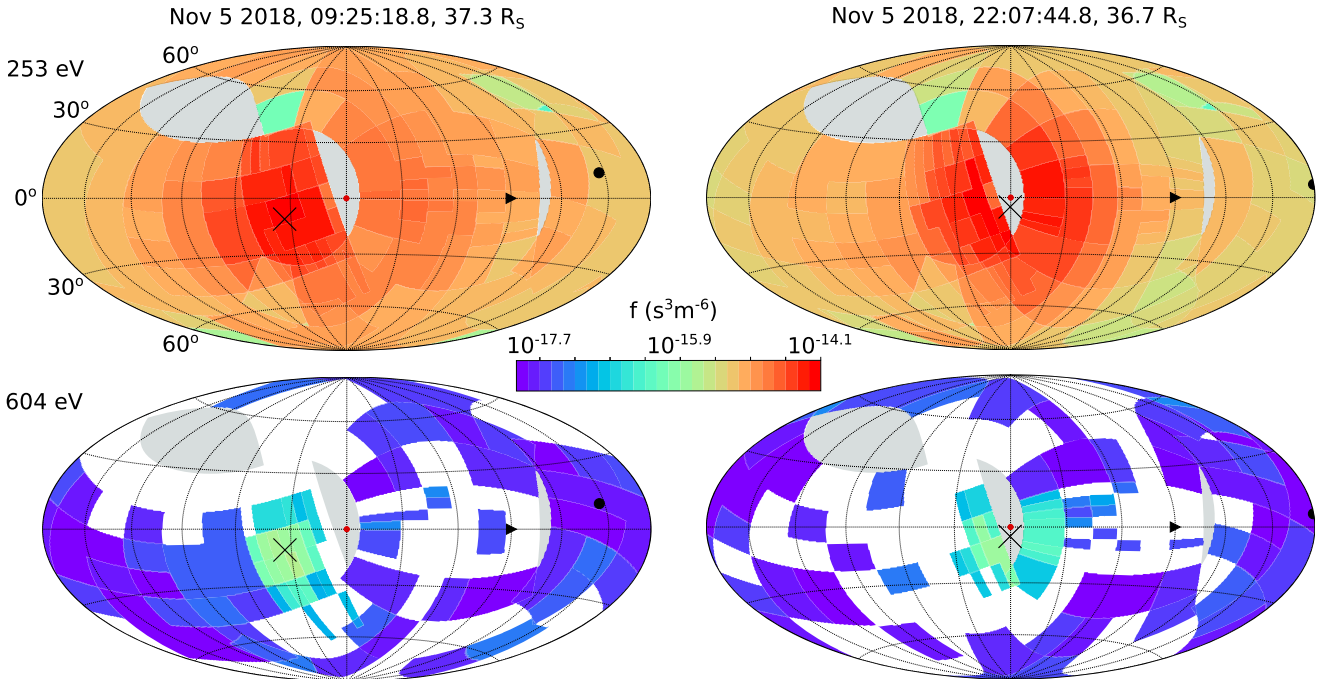 Nov 5 2018, 09:25:18.8, 37.3 R_S
Nov 5 2018, 22:07:44.8, 36.7 R_S
253 eV
60°
30°
0°
30°
60°
f (s³m⁻⁶)
10^-17.7 10^-15.9 10^-14.1
604 eV